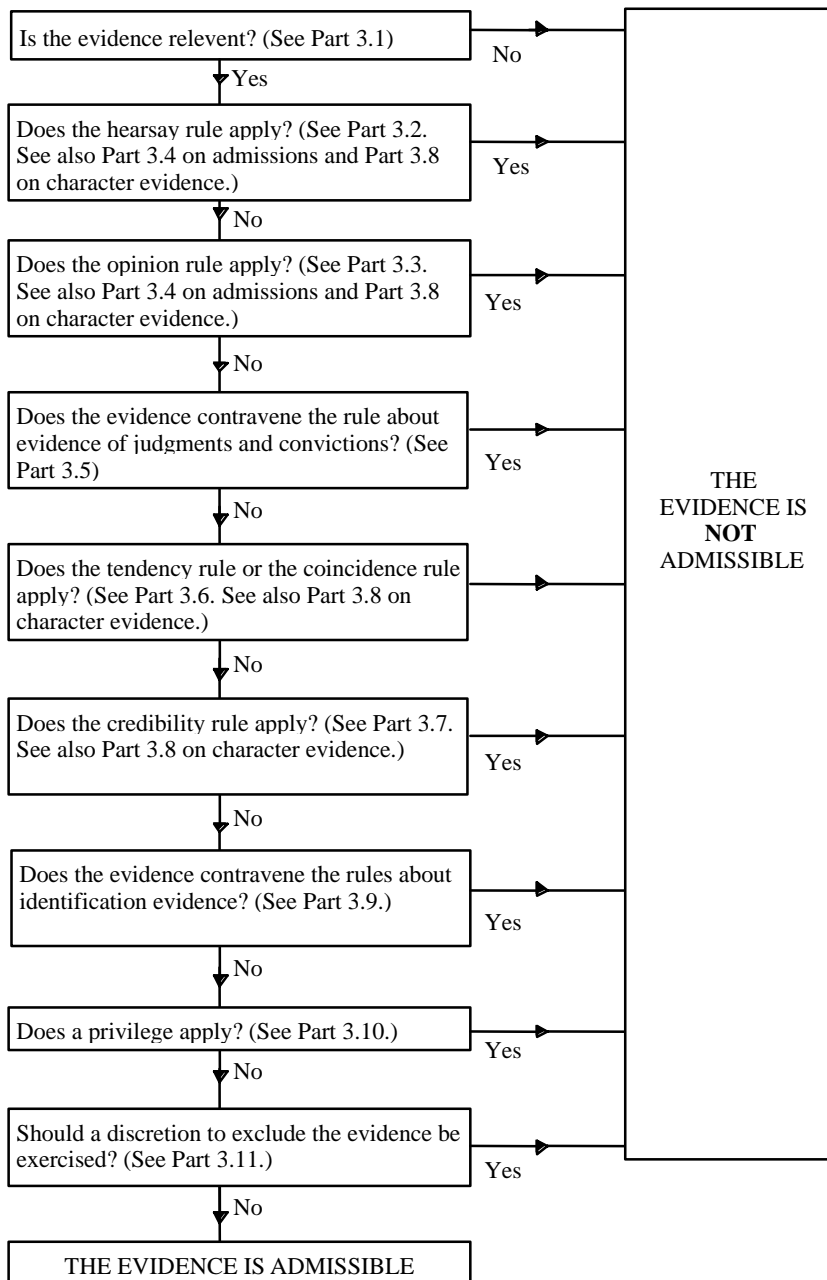 Is the evidence relevent? (See Part 3.1)
No
Yes
Does the hearsay rule apply? (See Part 3.2.
See also Part 3.4 on admissions and Part 3.8
on character evidence.)
Yes
No
Does the opinion rule apply? (See Part 3.3.
See also Part 3.4 on admissions and Part 3.8
on character evidence.)
Yes
No
Does the evidence contravene the rule about
evidence of judgments and convictions? (See
Part 3.5)
Yes
No
Does the tendency rule or the coincidence rule
apply? (See Part 3.6. See also Part 3.8 on
character evidence.)
No
Does the credibility rule apply? (See Part 3.7.
See also Part 3.8 on character evidence.)
Yes
No
Does the evidence contravene the rules about
identification evidence? (See Part 3.9.)
Yes
No
Does a privilege apply? (See Part 3.10.)
Yes
No
Should a discretion to exclude the evidence be
exercised? (See Part 3.11.)
Yes
No
THE EVIDENCE IS ADMISSIBLE
THE
EVIDENCE IS
NOT
ADMISSIBLE